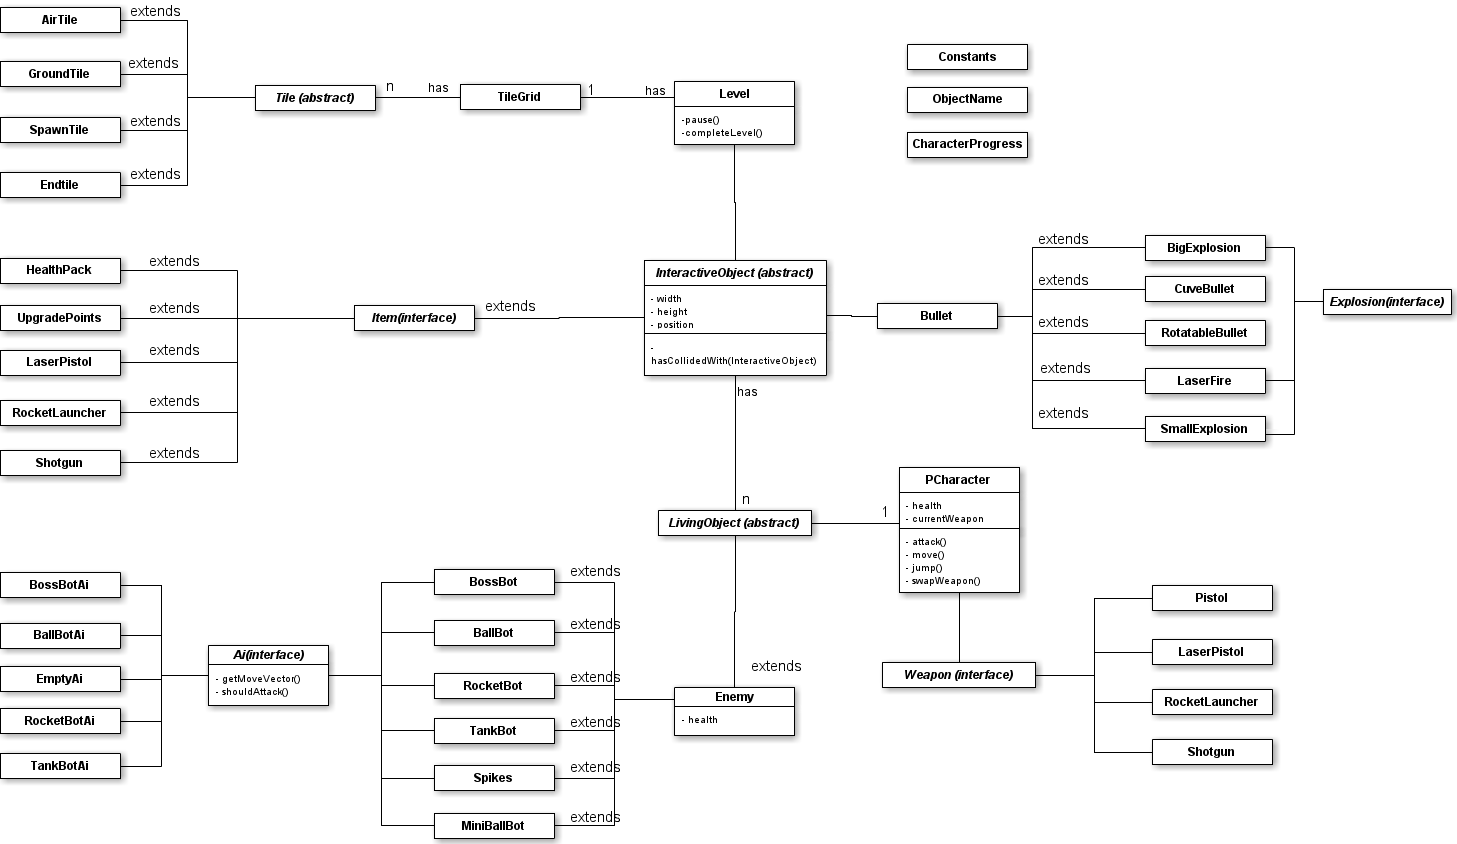 AirTile
extends
GroundTile
extends
SpawnTile
extends
Endtile
extends
Tile (abstract)
n
has
TileGrid
1
has
Level
-pause()
-completeLevel()
Constants
ObjectName
CharacterProgress
HealthPack
extends
UpgradePoints
extends
LaserPistol
extends
RocketLauncher
extends
Shotgun
extends
Item(interface)
extends
InteractiveObject (abstract)
- width
- height
- position
-
hasCollidedWith(InteractiveObject)
has
Bullet
extends
BigExplosion
extends
CuveBullet
extends
RotatableBullet
extends
LaserFire
extends
SmallExplosion
Explosion(interface)
n
LivingObject (abstract)
1
PCharacter
- health
- currentWeapon
- attack()
- move()
- jump()
- swapWeapon()
Weapon (interface)
Pistol
LaserPistol
RocketLauncher
Shotgun
BossBotAi
BallBotAi
EmptyAi
RocketBotAi
TankBotAi
Ai(interface)
- getMoveVector()
- shouldAttack()
BossBot
extends
BallBot
extends
RocketBot
extends
TankBot
extends
Spikes
extends
MiniBallBot
extends
extends
Enemy
- health